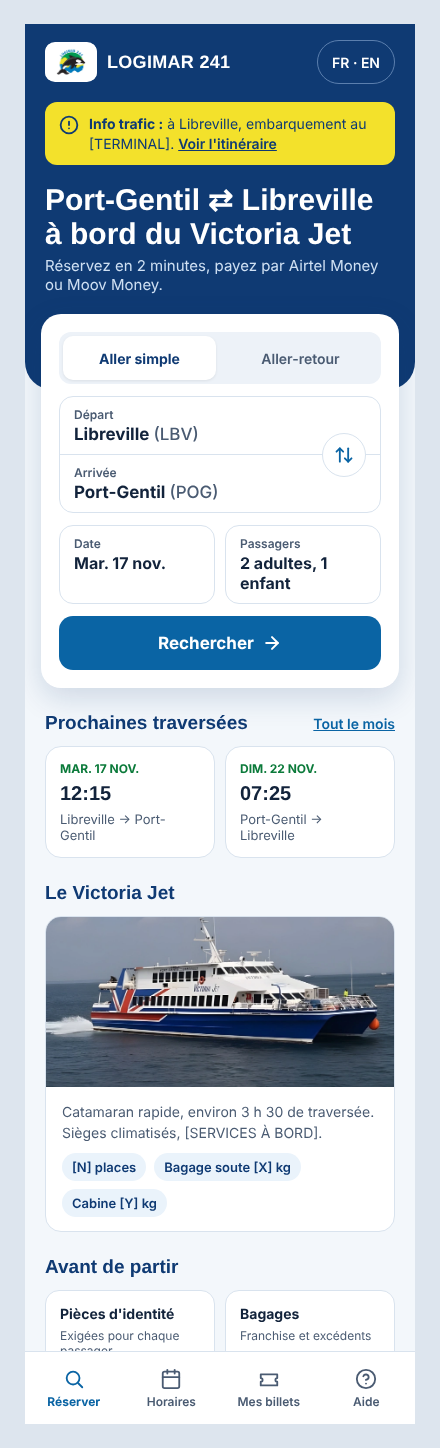 LOGIMAR 241
FR · EN
Info trafic : à Libreville, embarquement au
[TERMINAL]. Voir l'itinéraire
Port-Gentil ⇄ Libreville
à bord du Victoria Jet
Réservez en 2 minutes, payez par Airtel Money
ou Moov Money.
Aller simple
Aller-retour
Départ
Libreville (LBV)
Arrivée
Port-Gentil (POG)
Date
Mar. 17 nov.
Passagers
2 adultes, 1
enfant
Rechercher →
Prochaines traversées
Tout le mois
MAR. 17 NOV.
12:15
Libreville → Port-
Gentil
DIM. 22 NOV.
07:25
Port-Gentil →
Libreville
Le Victoria Jet
VICTORIA JET
Catamaran rapide, environ 3 h 30 de traversée.
Sièges climatisés, [SERVICES À BORD].
[N] places
Bagage soute [X] kg
Cabine [Y] kg
Avant de partir
Pièces d'identité
Exigées pour chaque
passager
Bagages
Franchise et excédents
Réserver
Horaires
Mes billets
Aide